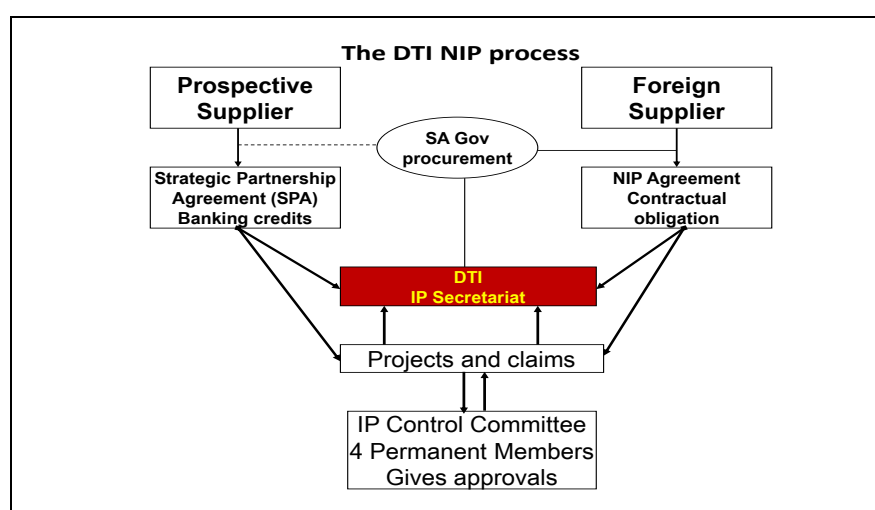 The DTI NIP process
Prospective
Supplier
Foreign
Supplier
SA Gov
procurement
Strategic Partnership
Agreement (SPA)
Banking credits
NIP Agreement
Contractual
obligation
DTI
IP Secretariat
Projects and claims
IP Control Committee
4 Permanent Members
Gives approvals